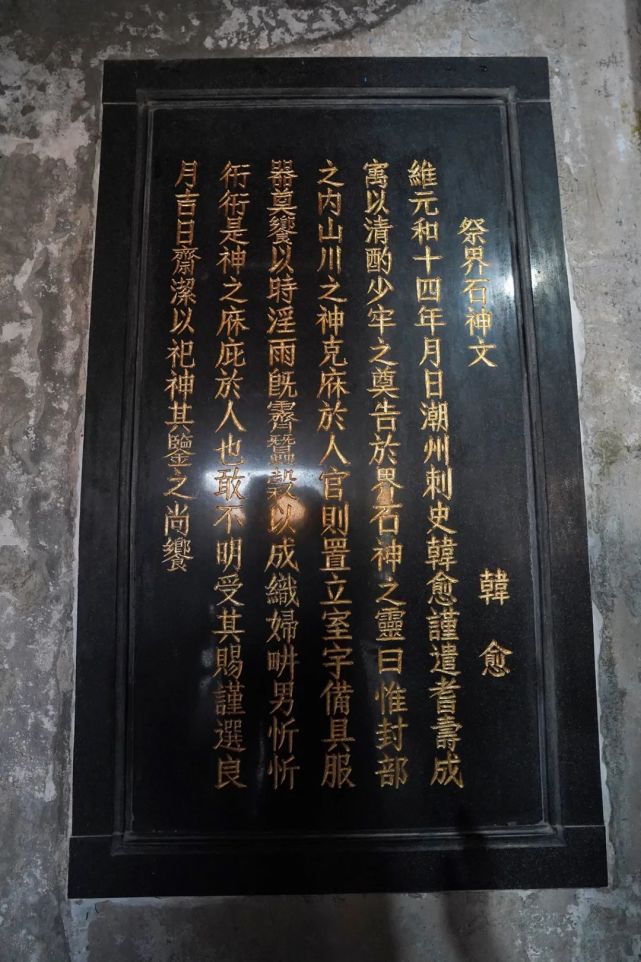 祭界石神文
韓愈
維元和十四年月日潮州刺史韓愈謹遣耆壽成
寓以清酌少牢之奠告於界石神之靈曰惟封部
之内山川之神克庥於人官則置立室宇備具服
器奠饗以時淫雨既霽蠶穀以成織婦畊男忻忻
衎衎是神之庥庇於人也敢不明受其賜謹選良
月吉日齋潔以祀神其鑒之尚饗